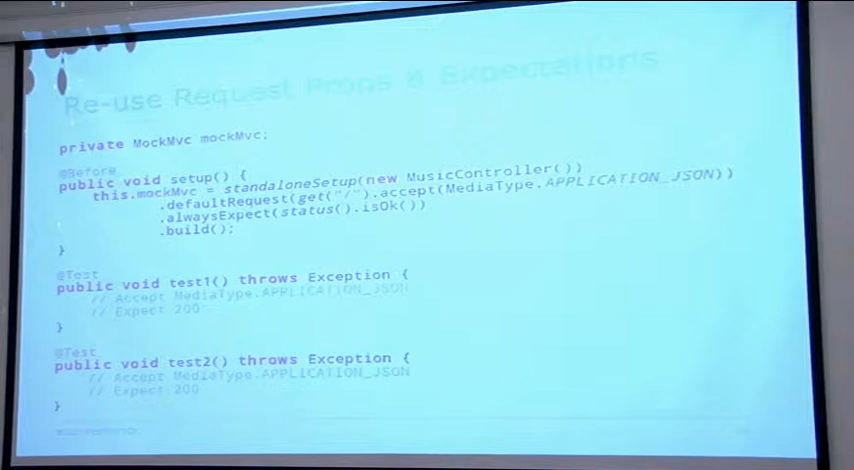 Re-use Request Props & Expectations
private MockMvc mockMvc;
@Before
public void setup() {
this.mockMvc = standaloneSetup(new MusicController())
.defaultRequest(get("/").accept(MediaType.APPLICATION_JSON))
.alwaysExpect(status().isOk())
.build();
}
@Test
public void test1() throws Exception {
// Accept MediaType.APPLICATION_JSON
// Expect 200
}
@Test
public void test2() throws Exception {
// Accept MediaType.APPLICATION_JSON
// Expect 200
}